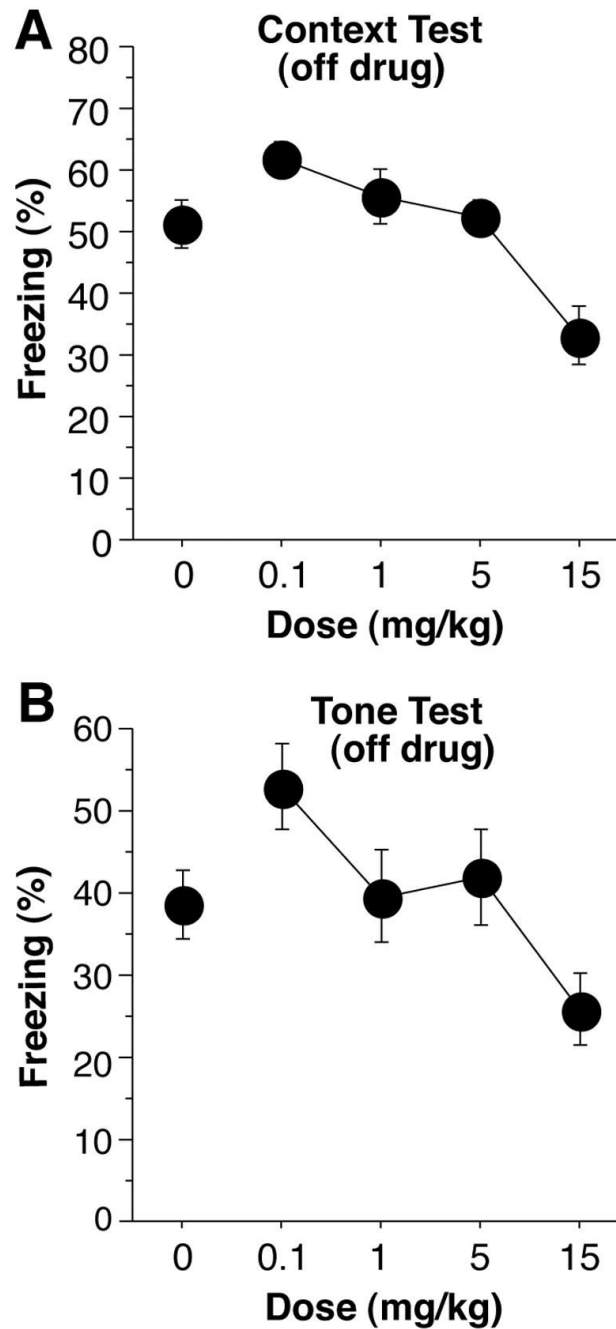 A
Context Test
(off drug)
80
70
60
50
40
30
20
10
0
Freezing (%)
0 0.1 1 5 15
Dose (mg/kg)
B
Tone Test
(off drug)
60
50
40
30
20
10
0
Freezing (%)
0 0.1 1 5 15
Dose (mg/kg)